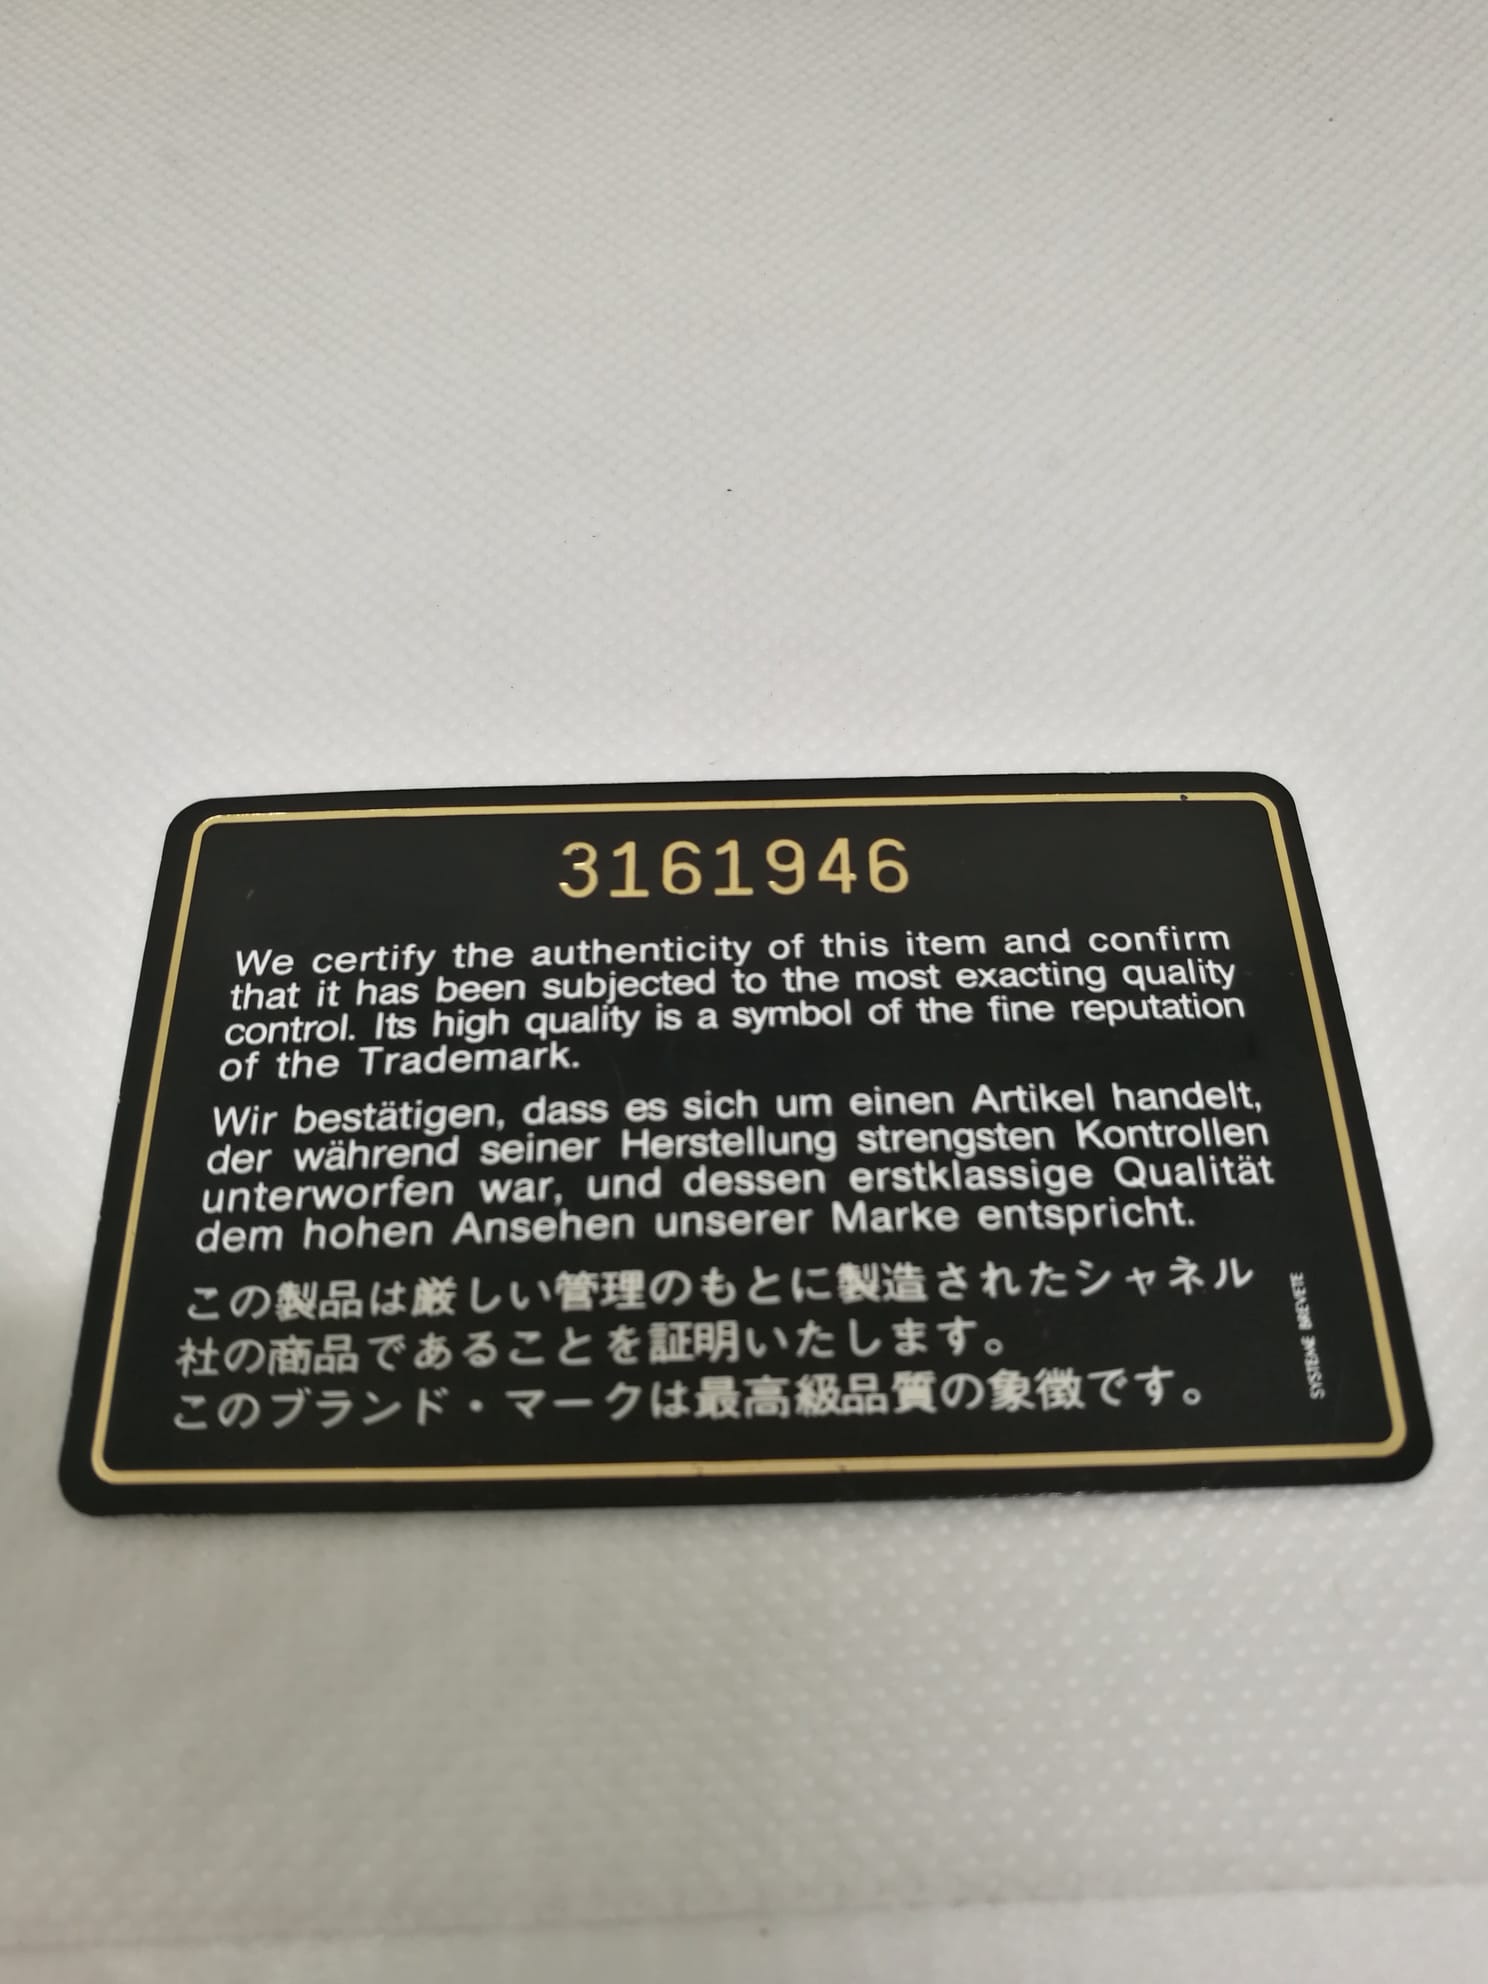 3161946
We certify the authenticity of this item and confirm
that it has been subjected to the most exacting quality
control. Its high quality is a symbol of the fine reputation
of the Trademark.
Wir bestätigen, dass es sich um einen Artikel handelt,
der während seiner Herstellung strengsten Kontrollen
unterworfen war, und dessen erstklassige Qualität
dem hohen Ansehen unserer Marke entspricht.
この製品は厳しい管理のもとに製造されたシャネル
社の商品であることを証明いたします。
このブランド・マークは最高級品質の象徴です。
SYSTEME BREVETE